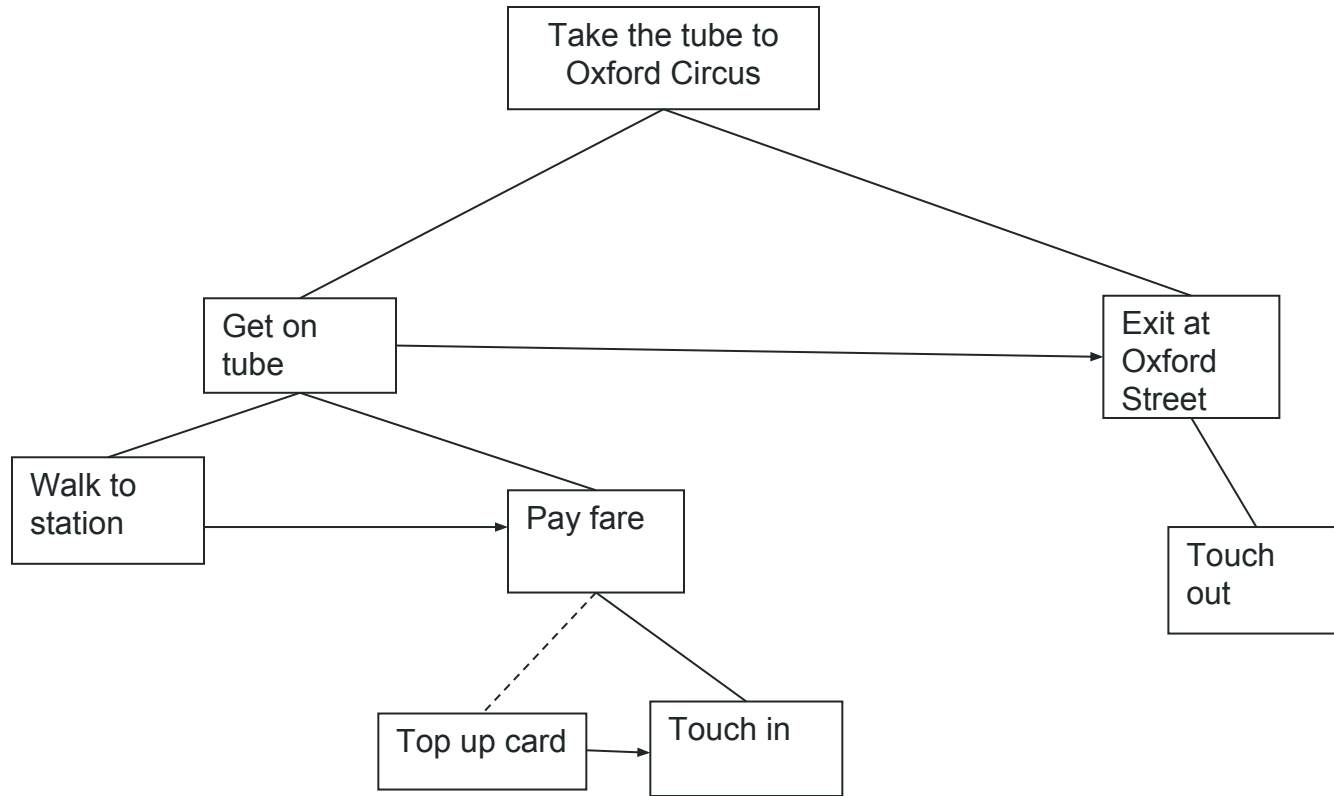 Take the tube to
Oxford Circus
Get on
tube
Exit at
Oxford
Street
Walk to
station
Pay fare
Touch
out
Top up card
Touch in